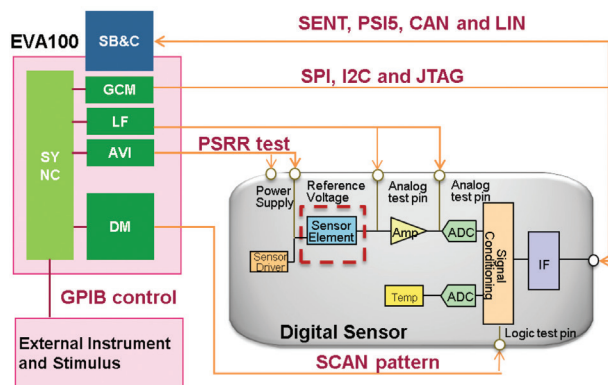 EVA100
SB&C
SENT, PSI5, CAN and LIN
GCM
SPI, I2C and JTAG
LF
AVI
PSRR test
SY
NC
DM
Power
Supply
Reference
Voltage
Analog
test pin
Analog
test pin
Sensor
Element
Amp
ADC
Signal
Conditioning
IF
Sensor
Driver
Temp
ADC
GPIB control
Digital Sensor
Logic test pin
External Instrument
and Stimulus
SCAN pattern